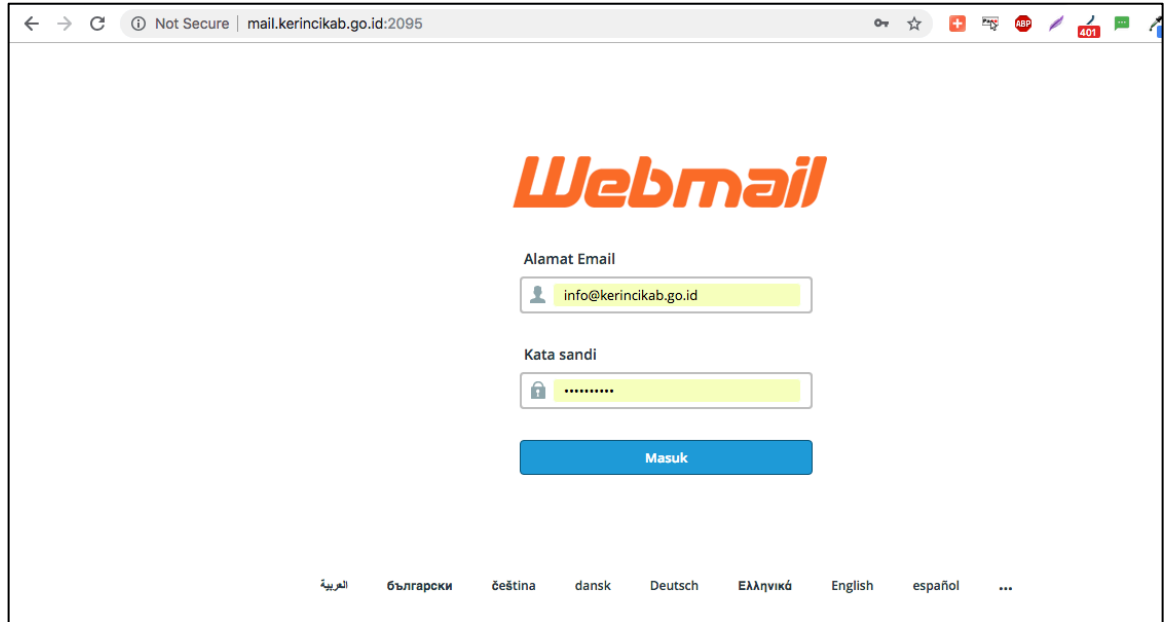 Not Secure | mail.kerincikab.go.id:2095
ABP
401
Webmail
Alamat Email
info@kerincikab.go.id
Kata sandi
••••••••••
Masuk
العربية български čeština dansk Deutsch Ελληνικά English español ...